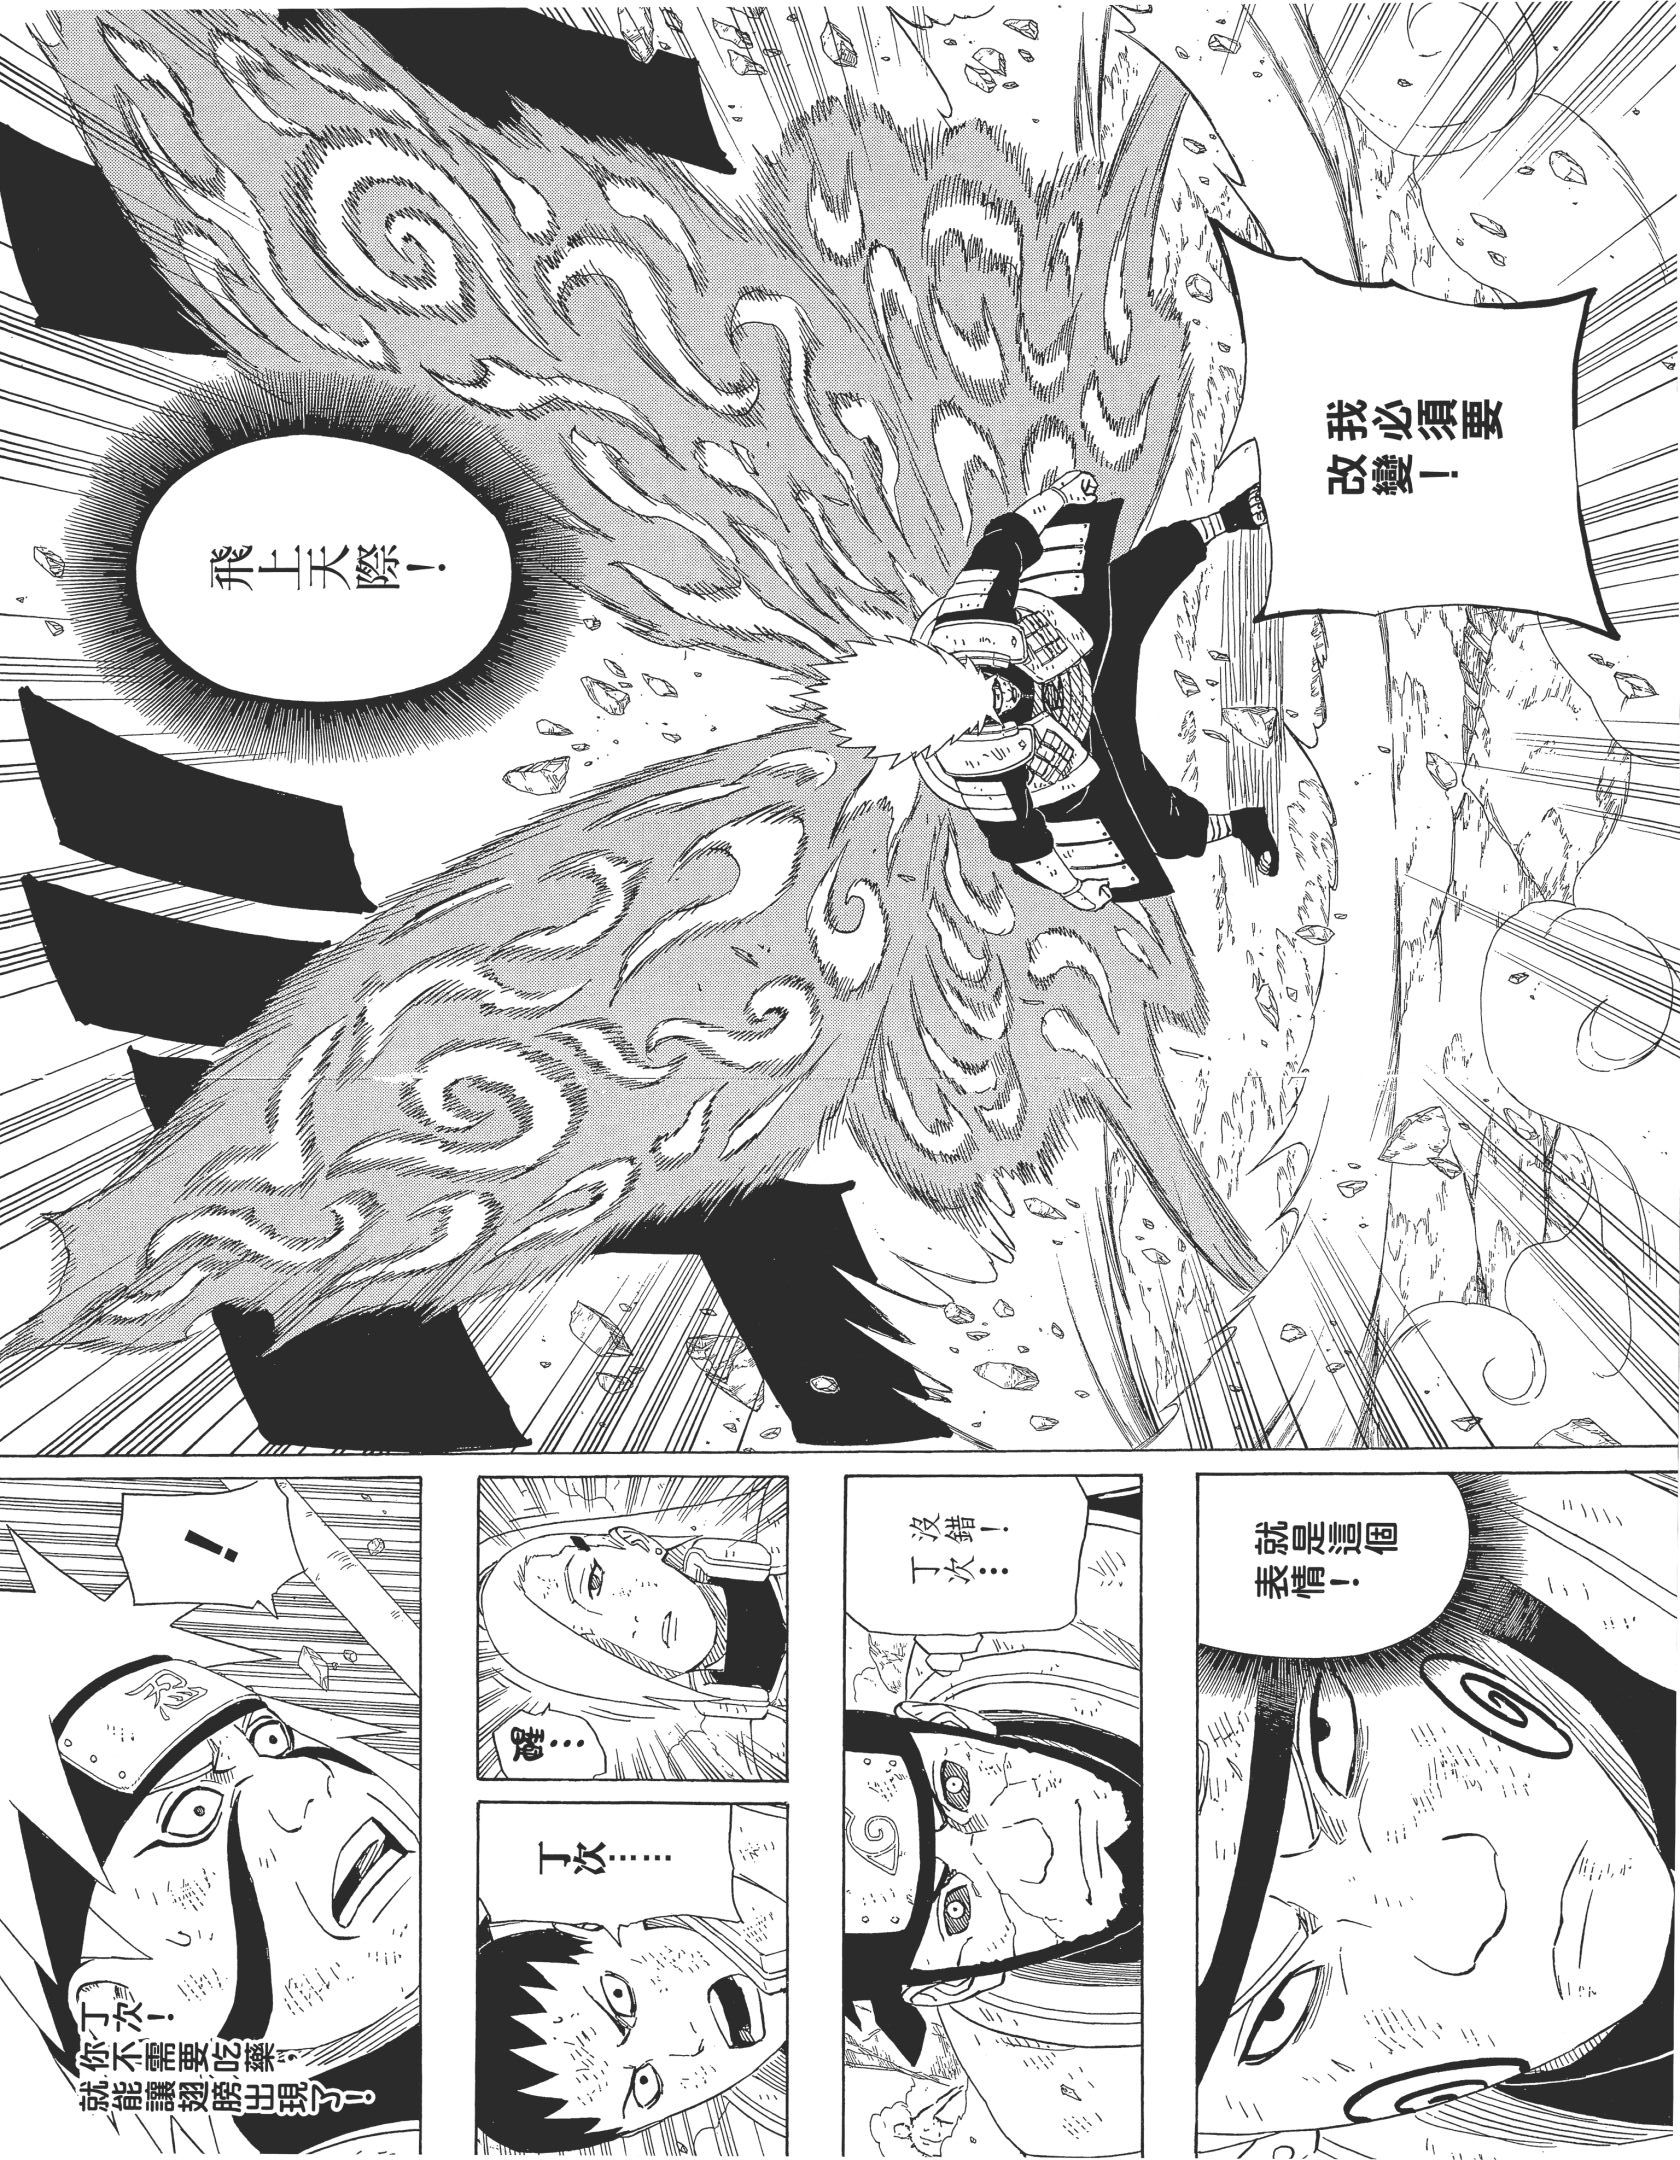 飛上天際！
我必須要
改變！
！
忍
丁次！
你不需要吃藥，
就能讓翅膀出現了！
醒…
丁次……
沒錯！
丁次…
就是這個
表情！